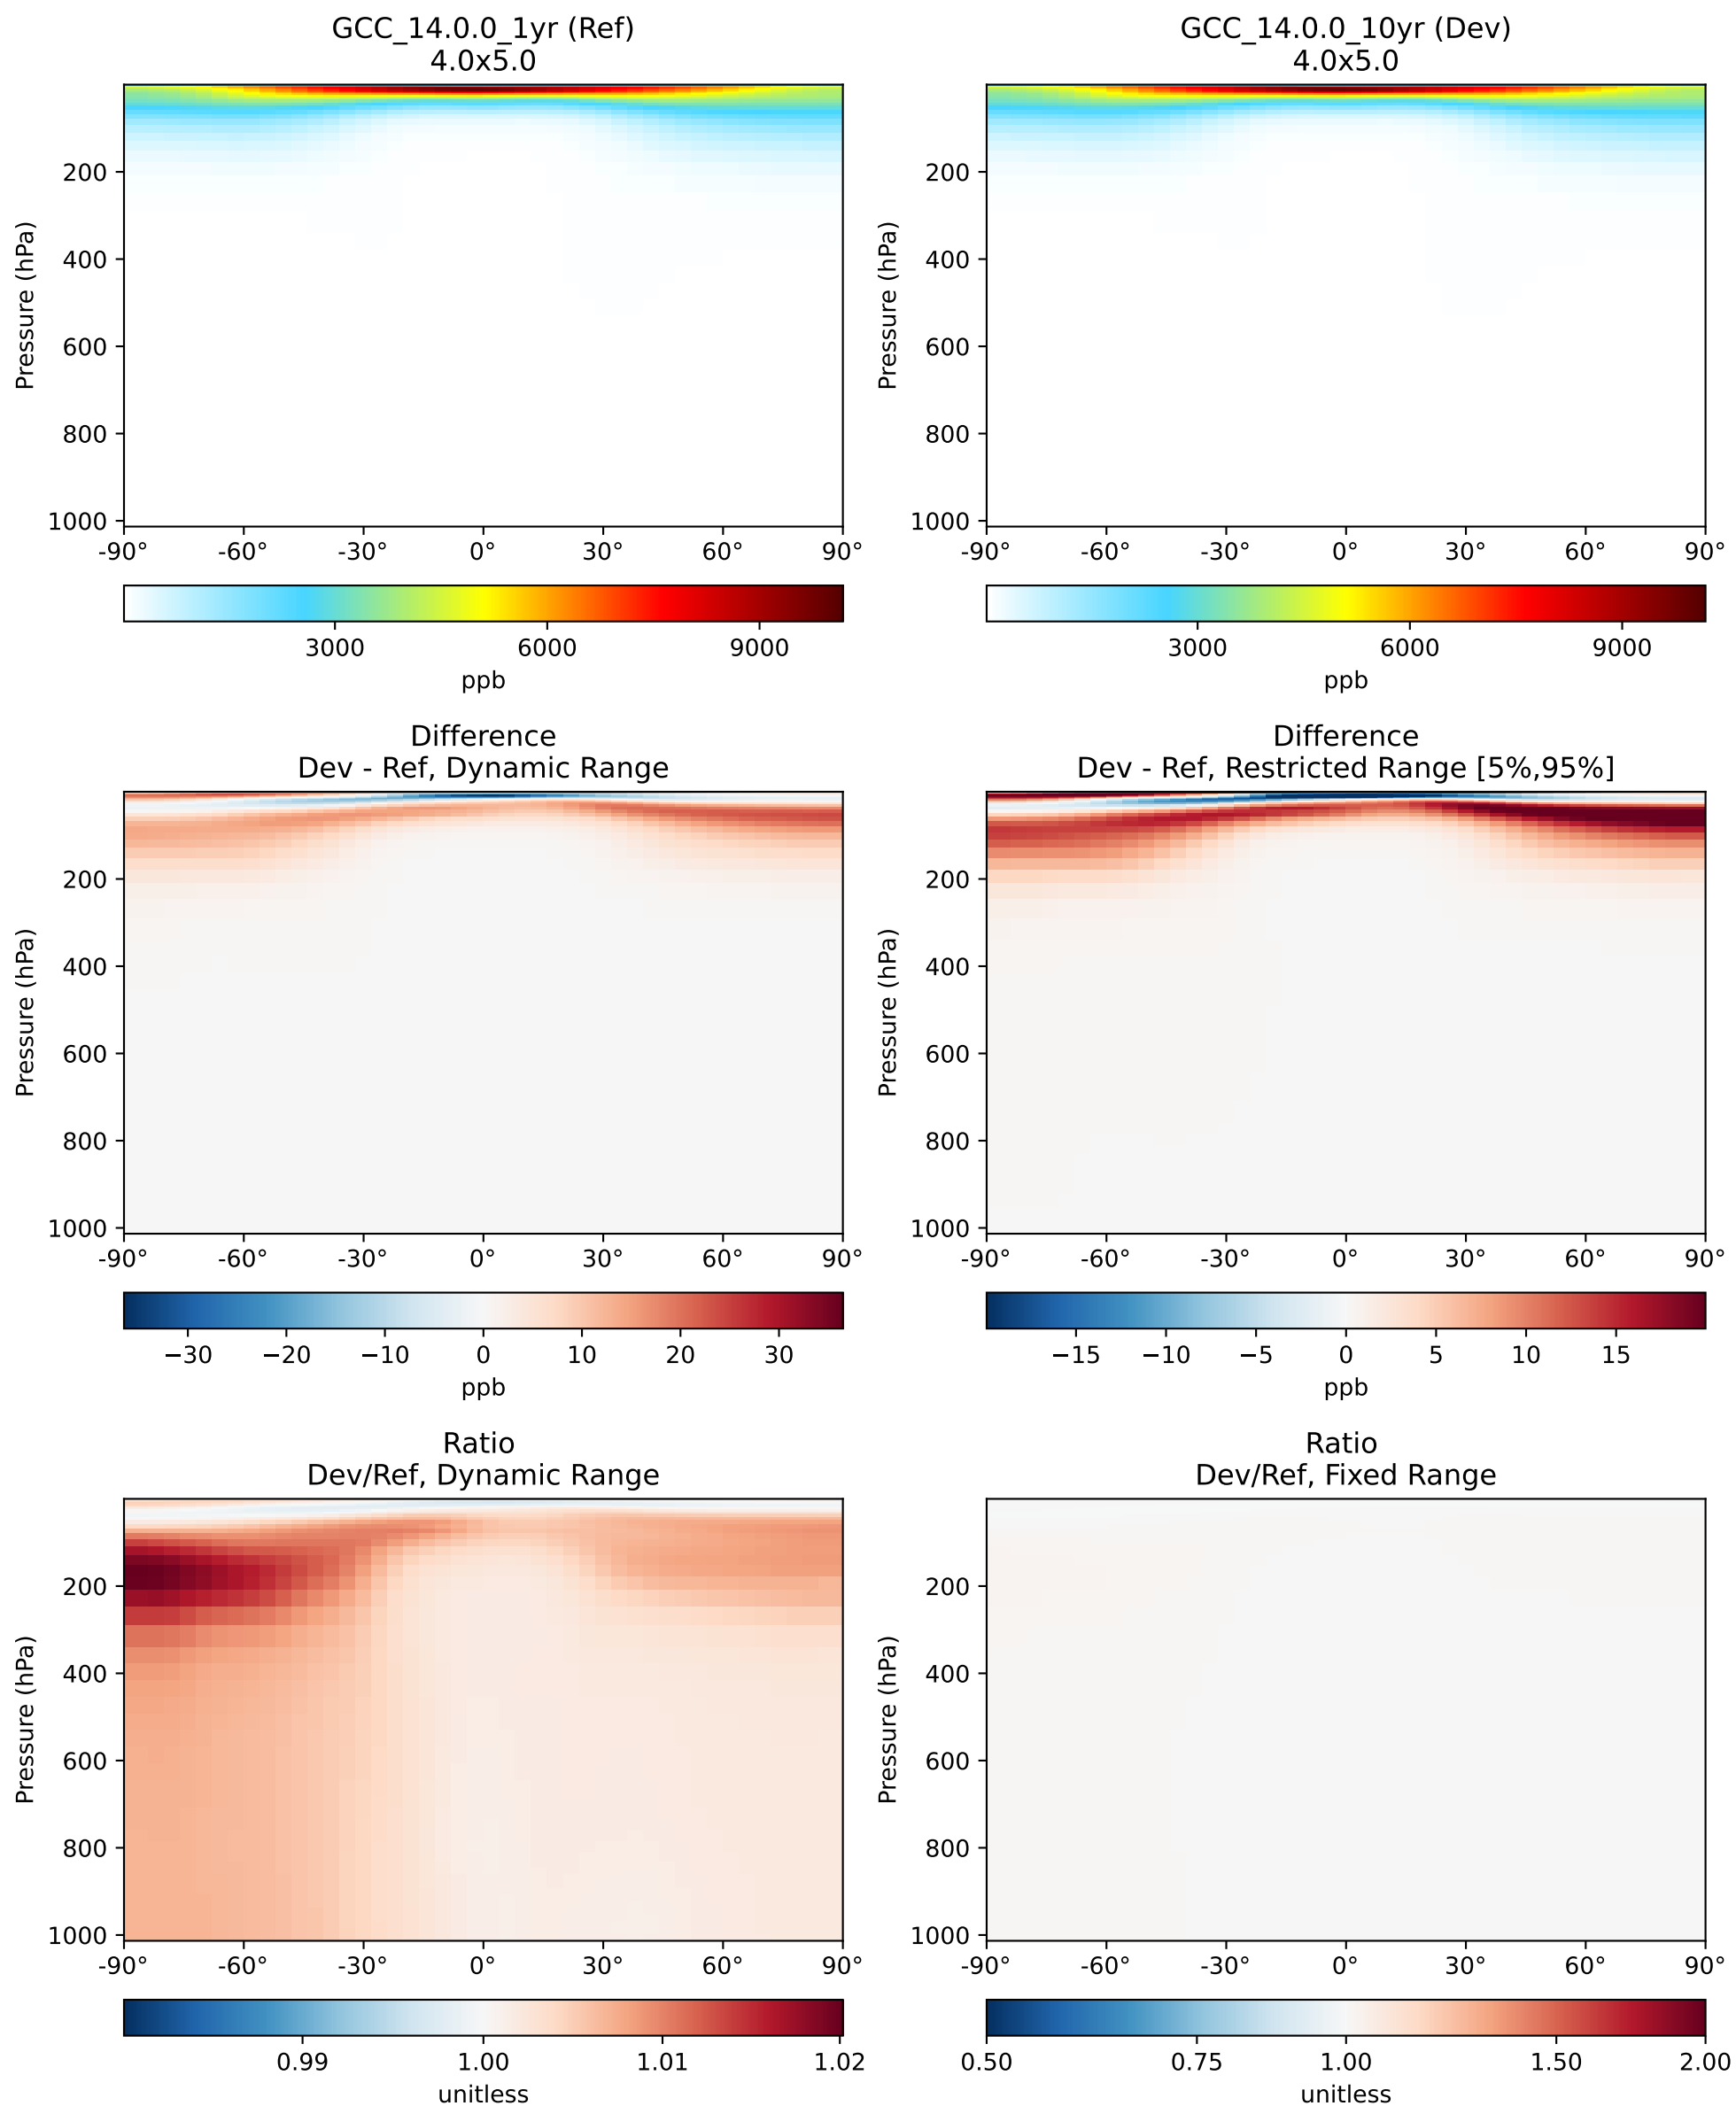 GCC_14.0.0_1yr (Ref)
4.0x5.0
GCC_14.0.0_10yr (Dev)
4.0x5.0
Pressure (hPa)
200
400
600
800
1000
-90° -60° -30° 0° 30° 60° 90°
3000 6000 9000
ppb
Pressure (hPa)
200
400
600
800
1000
-90° -60° -30° 0° 30° 60° 90°
3000 6000 9000
ppb
Difference
Dev - Ref, Dynamic Range
Pressure (hPa)
200
400
600
800
1000
-90° -60° -30° 0° 30° 60° 90°
−30 −20 −10 0 10 20 30
ppb
Difference
Dev - Ref, Restricted Range [5%,95%]
Pressure (hPa)
200
400
600
800
1000
-90° -60° -30° 0° 30° 60° 90°
−15 −10 −5 0 5 10 15
ppb
Ratio
Dev/Ref, Dynamic Range
Pressure (hPa)
200
400
600
800
1000
-90° -60° -30° 0° 30° 60° 90°
0.99 1.00 1.01 1.02
unitless
Ratio
Dev/Ref, Fixed Range
Pressure (hPa)
200
400
600
800
1000
-90° -60° -30° 0° 30° 60° 90°
0.50 0.75 1.00 1.50 2.00
unitless